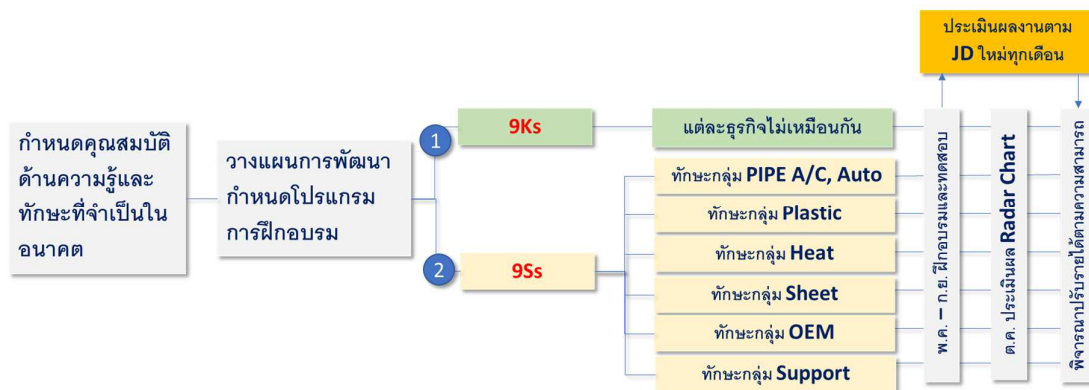 ประเมินผลงานตาม
JD ใหม่ทุกเดือน
กำหนดคุณสมบัติ
ด้านความรู้และ
ทักษะที่จำเป็นใน
อนาคต
วางแผนการพัฒนา
กำหนดโปรแกรม
การฝึกอบรม
1
9Ks
แต่ละธุรกิจไม่เหมือนกัน
2
9Ss
ทักษะกลุ่ม PIPE A/C, Auto
ทักษะกลุ่ม Plastic
ทักษะกลุ่ม Heat
ทักษะกลุ่ม Sheet
ทักษะกลุ่ม OEM
ทักษะกลุ่ม Support
พ.ค. – ก.ย. ฝึกอบรมและทดสอบ
ต.ค. ประเมินผล Radar Chart
พิจารณาปรับรายได้ตามความสามารถ